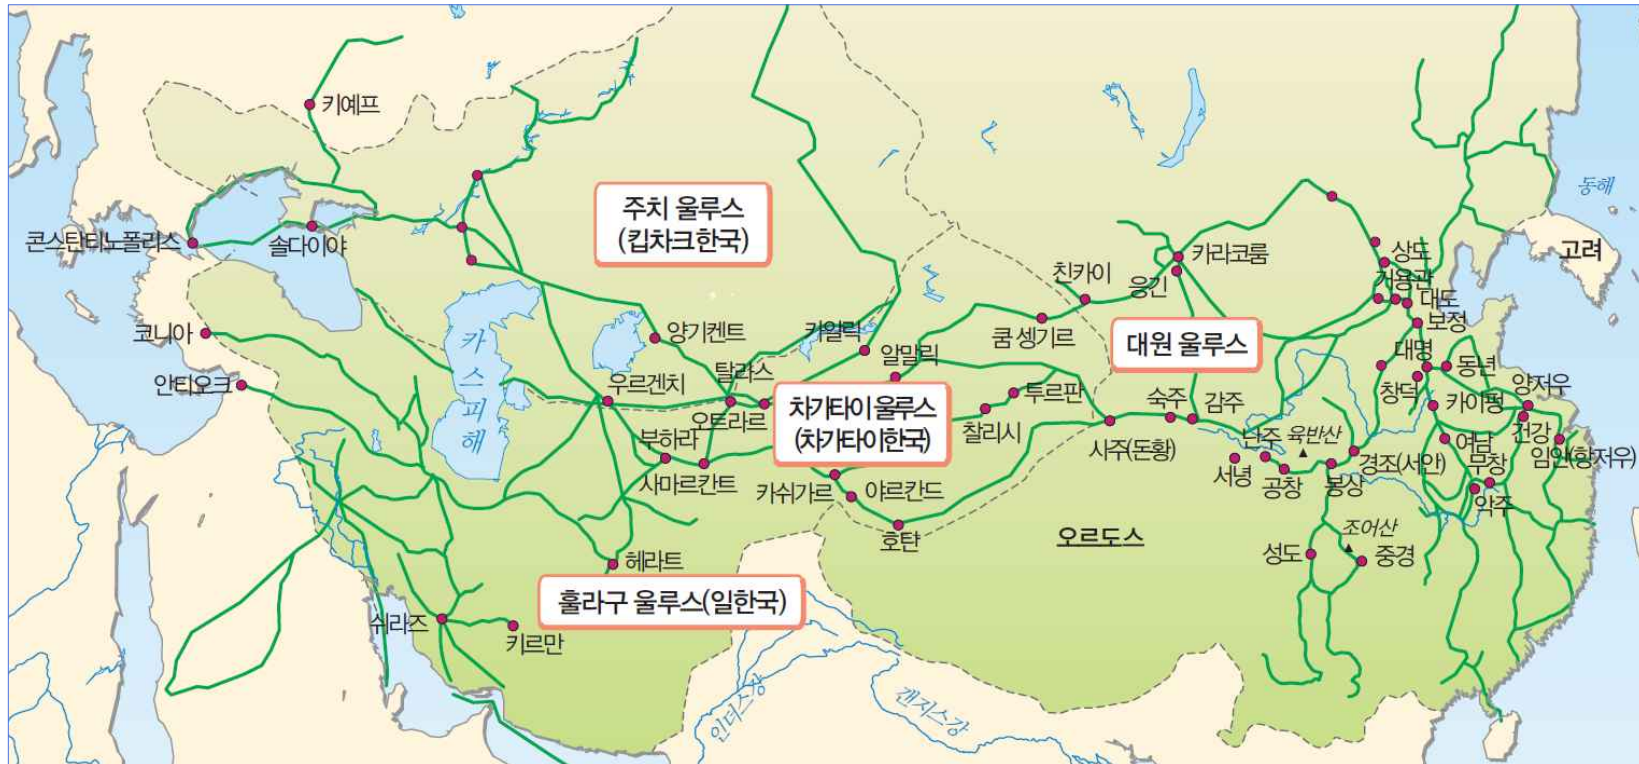 키예프
동해
콘스탄티노폴리스
솔다이야
주치 울루스
(킵차크한국)
카라코룸
상도
고려
친카이
웅긴
거용관
대도
코니아
카스피해
양기켄트
카얄릭
쿰 셍기르
대원 울루스
보정
안티오크
우르겐치
탈라스
알말릭
대명
동년
오트라르
차가타이 울루스
(차가타이한국)
투르판
숙주
감주
창덕
양저우
카이펑
부하라
찰리시
사주(돈황)
난주
육반산
여남
건강
사마르칸트
서녕
공창
봉상
경조(서안)
무창
임안(항저우)
카쉬가르
야르칸드
악주
호탄
오르도스
조어산
헤라트
성도
중경
훌라구 울루스(일한국)
쉬라즈
키르만
인더스강
갠지스강